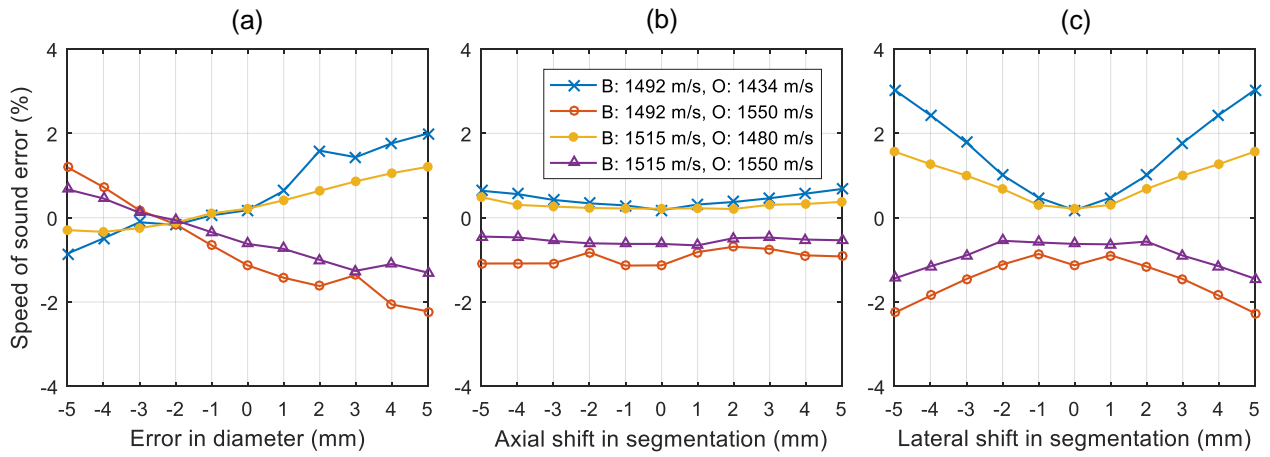 (a)
(b)
(c)
Speed of sound error (%)
4
2
0
-2
-4
-5 -4 -3 -2 -1 0 1 2 3 4 5
Error in diameter (mm)
4
2
0
-2
-4
B: 1492 m/s, O: 1434 m/s
B: 1492 m/s, O: 1550 m/s
B: 1515 m/s, O: 1480 m/s
B: 1515 m/s, O: 1550 m/s
-5 -4 -3 -2 -1 0 1 2 3 4 5
Axial shift in segmentation (mm)
4
2
0
-2
-4
-5 -4 -3 -2 -1 0 1 2 3 4 5
Lateral shift in segmentation (mm)